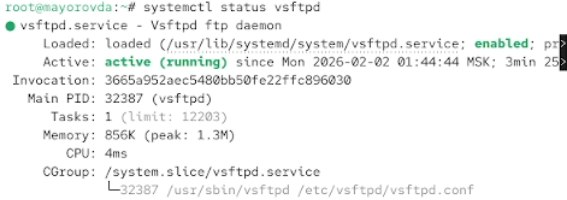 root@mayorovda:~# systemctl status vsftpd
● vsftpd.service - Vsftpd ftp daemon
Loaded: loaded (/usr/lib/systemd/system/vsftpd.service; enabled; pr>
Active: active (running) since Mon 2026-02-02 01:44:44 MSK; 3min 25>
Invocation: 3665a952aec5480bb50fe22ffc896030
Main PID: 32387 (vsftpd)
Tasks: 1 (limit: 12203)
Memory: 856K (peak: 1.3M)
CPU: 4ms
CGroup: /system.slice/vsftpd.service
└─32387 /usr/sbin/vsftpd /etc/vsftpd/vsftpd.conf